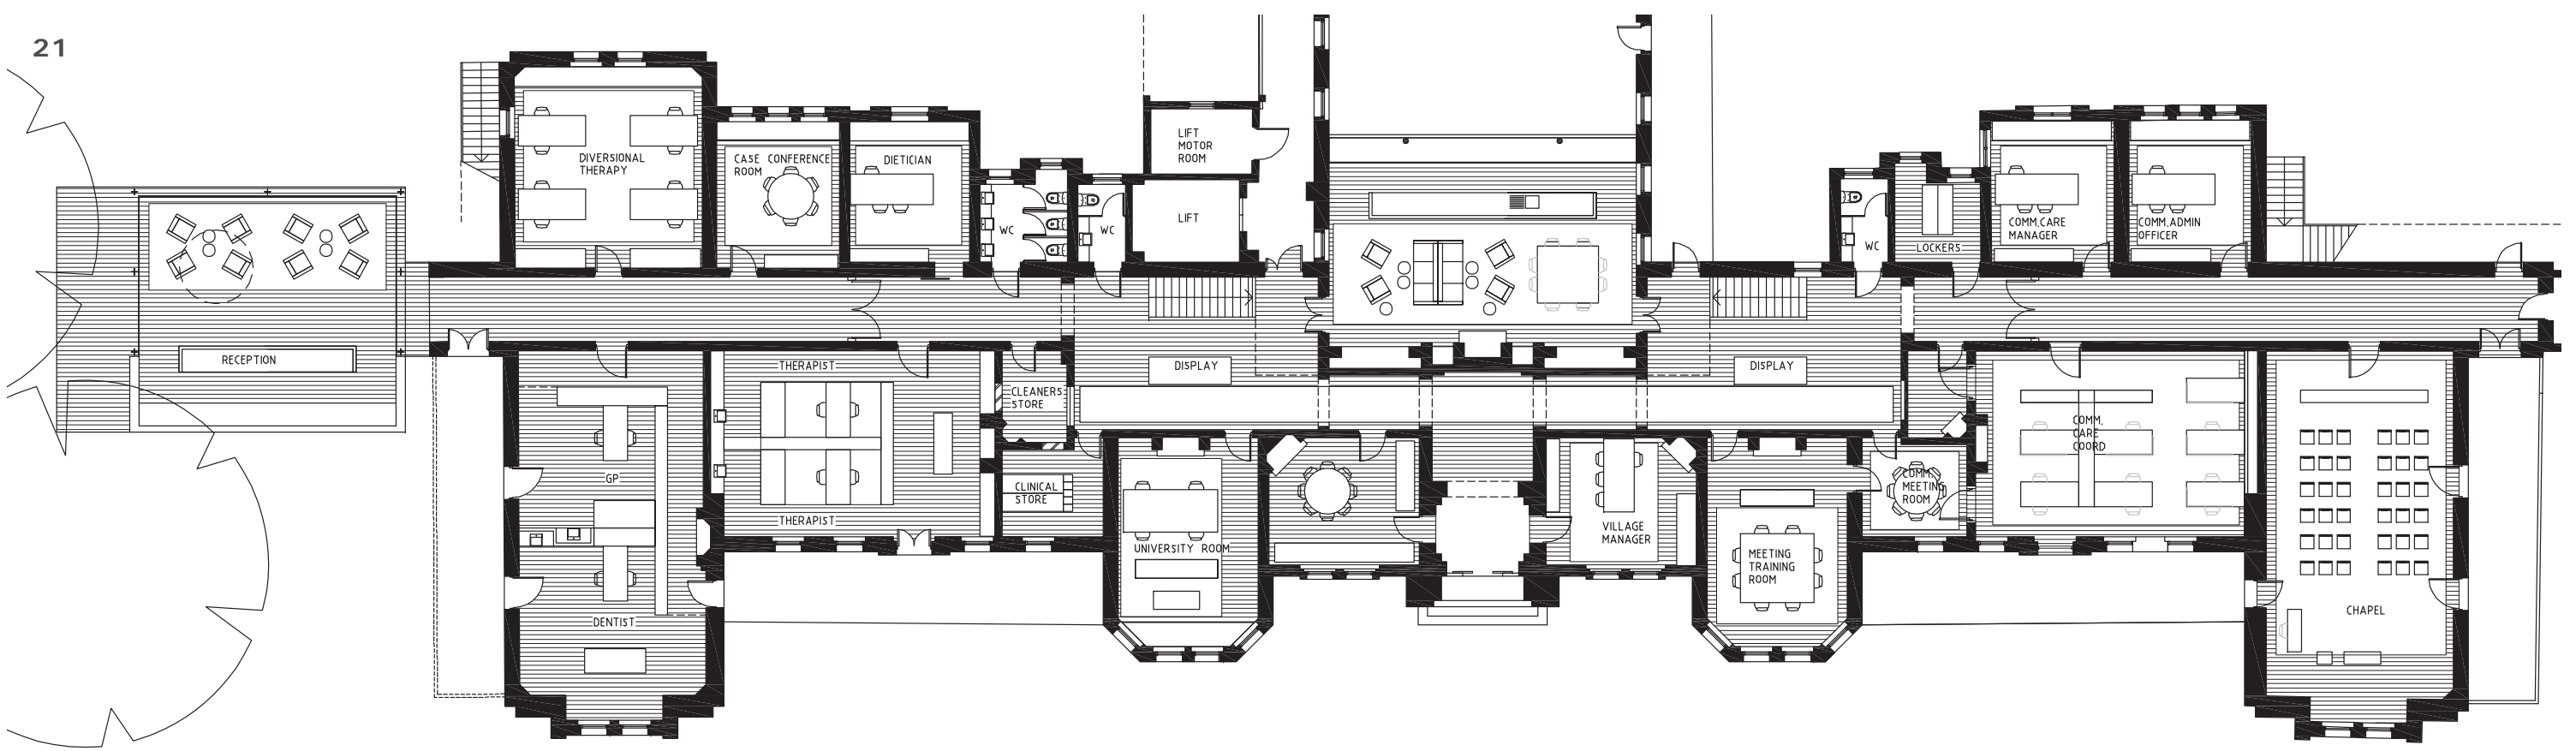 21
DIVERSIONAL
THERAPY
CASE CONFERENCE
ROOM
DIETICIAN
WC
WC
LIFT
MOTOR
ROOM
LIFT
WC
LOCKERS
COMM,CARE
MANAGER
COMM,ADMIN
OFFICER
RECEPTION
THERAPIST
CLEANERS
STORE
DISPLAY
DISPLAY
COMM,
CARE
COORD
GP
THERAPIST
CLINICAL
STORE
UNIVERSITY ROOM
VILLAGE
MANAGER
MEETING
TRAINING
ROOM
COMM,
MEETING
ROOM
DENTIST
CHAPEL